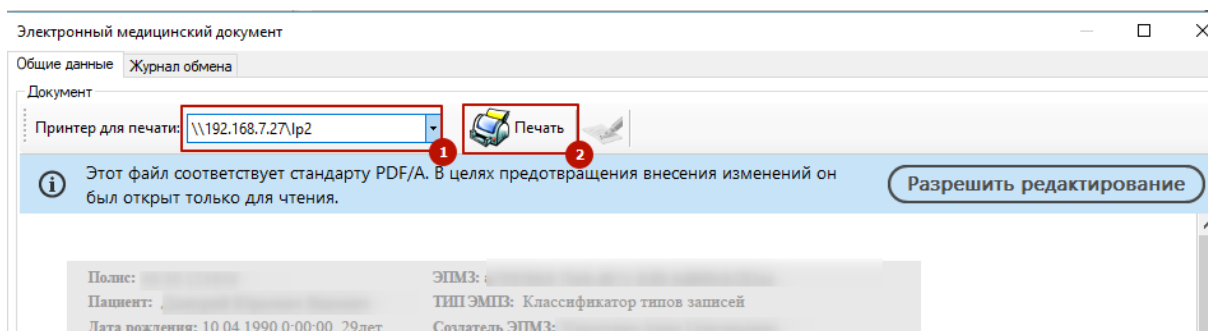 Электронный медицинский документ
Общие данные Журнал обмена
Документ
Принтер для печати: \\192.168.7.27\lp2 Печать
1 2
Этот файл соответствует стандарту PDF/A. В целях предотвращения внесения изменений он
был открыт только для чтения.
Разрешить редактирование
Полис: ЭПМЗ:
Пациент: ТИП ЭМПЗ: Классификатор типов записей
Дата рождения: 10.04.1990 0:00:00, 29лет Создатель ЭПМЗ: